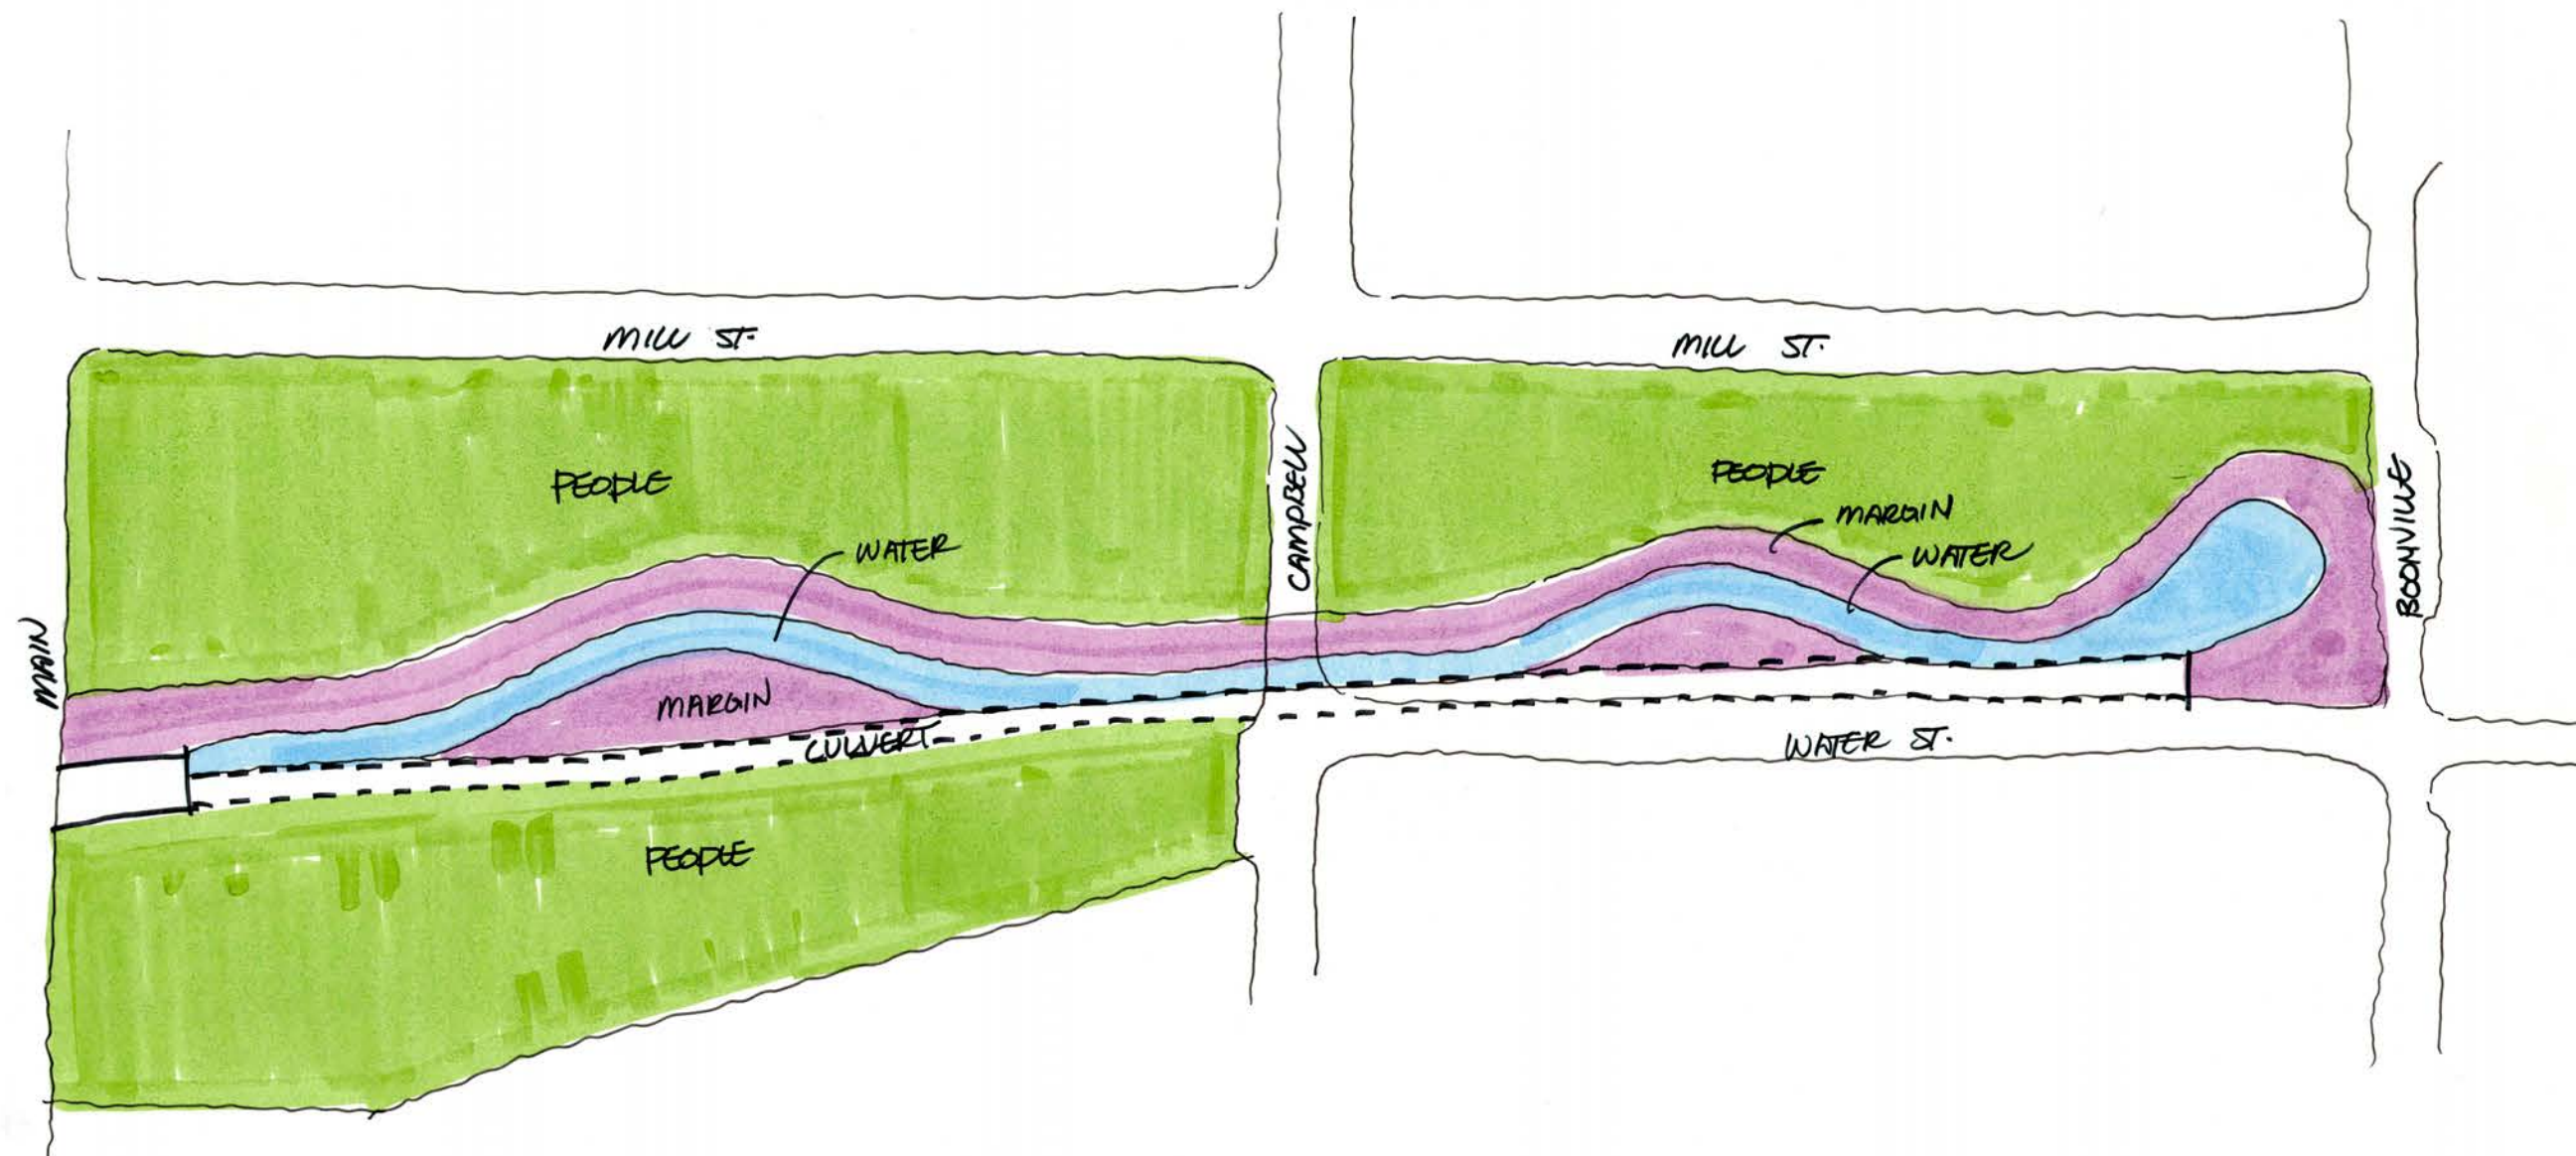 MILL ST.
MILL ST.
PEOPLE
PEOPLE
CAMPBELL
BOONVILLE
MARGIN
WATER
WATER
MAIN
MARGIN
CULVERT
WATER ST.
PEOPLE